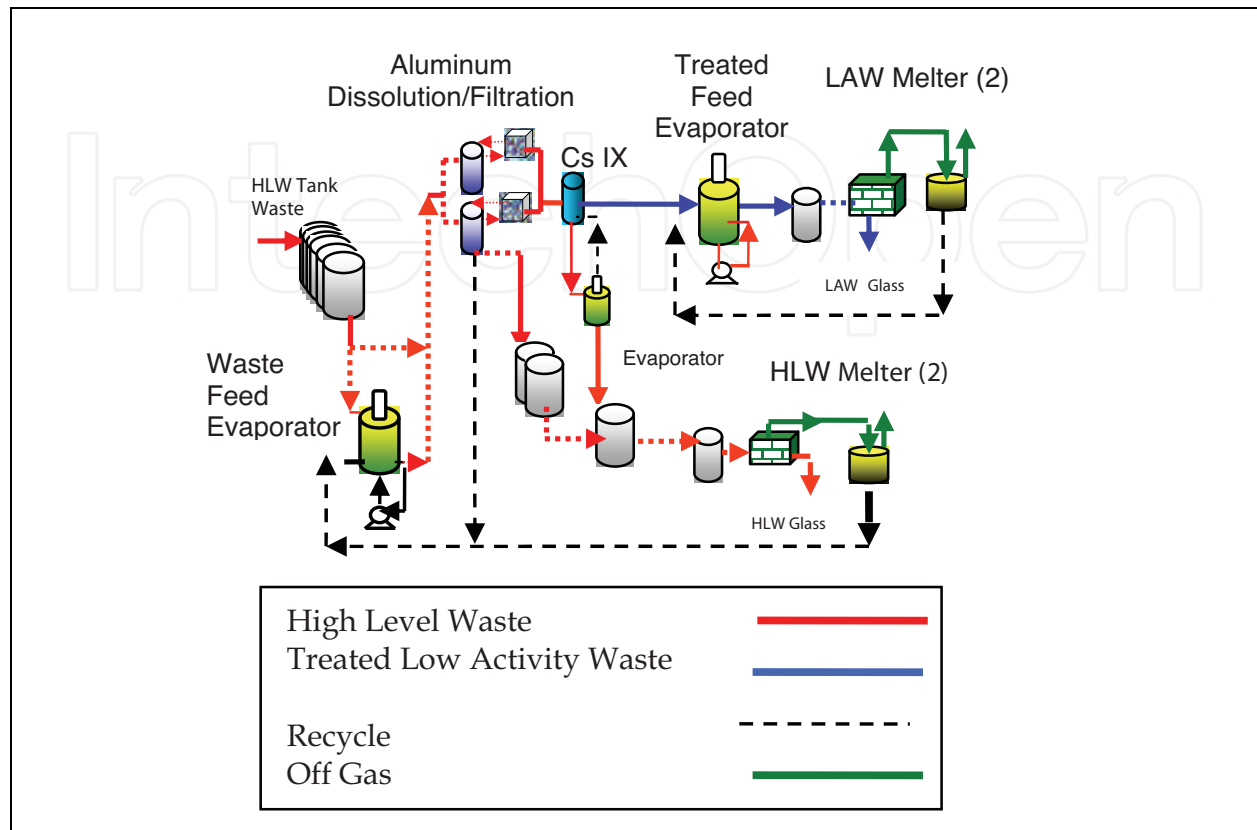 Aluminum
Dissolution/Filtration
Treated
Feed
Evaporator
LAW Melter (2)
Cs IX
HLW Tank
Waste
LAW Glass
Waste
Feed
Evaporator
Evaporator
HLW Melter (2)
HLW Glass
High Level Waste
Treated Low Activity Waste
Recycle
Off Gas
IntechOpen